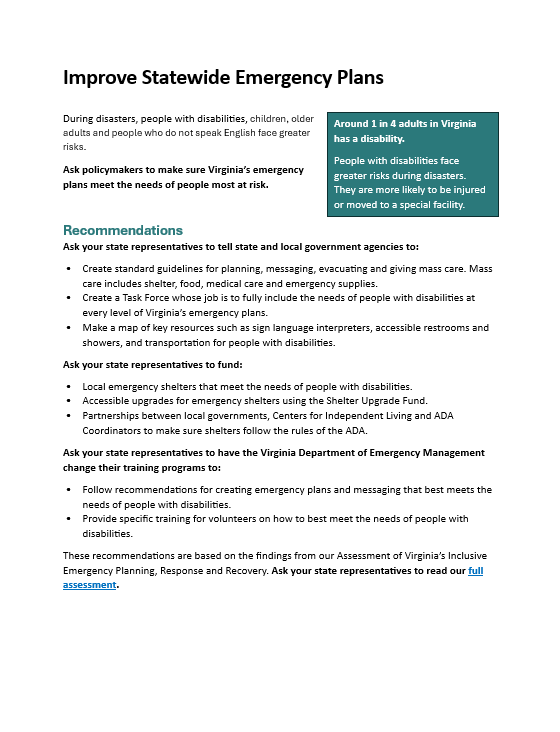 Improve Statewide Emergency Plans
During disasters, people with disabilities, children, older
adults and people who do not speak English face greater
risks.
Ask policymakers to make sure Virginia's emergency
plans meet the needs of people most at risk.
Around 1 in 4 adults in Virginia
has a disability.
People with disabilities face
greater risks during disasters.
They are more likely to be injured
or moved to a special facility.
Recommendations
Ask your state representatives to tell state and local government agencies to:
• Create standard guidelines for planning, messaging, evacuating and giving mass care. Mass
care includes shelter, food, medical care and emergency supplies.
• Create a Task Force whose job is to fully include the needs of people with disabilities at
every level of Virginia's emergency plans.
• Make a map of key resources such as sign language interpreters, accessible restrooms and
showers, and transportation for people with disabilities.
Ask your state representatives to fund:
• Local emergency shelters that meet the needs of people with disabilities.
• Accessible upgrades for emergency shelters using the Shelter Upgrade Fund.
• Partnerships between local governments, Centers for Independent Living and ADA
Coordinators to make sure shelters follow the rules of the ADA.
Ask your state representatives to have the Virginia Department of Emergency Management
change their training programs to:
• Follow recommendations for creating emergency plans and messaging that best meets the
needs of people with disabilities.
• Provide specific training for volunteers on how to best meet the needs of people with
disabilities.
These recommendations are based on the findings from our Assessment of Virginia's Inclusive
Emergency Planning, Response and Recovery. Ask your state representatives to read our full
assessment.